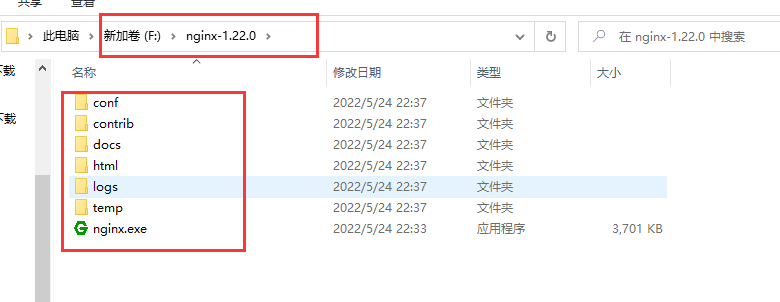 共享 查看
此电脑 新加卷 (F:) nginx-1.22.0 在 nginx-1.22.0 中搜索
下载 名称 修改日期 类型 大小
conf 2022/5/24 22:37 文件夹
下载 contrib 2022/5/24 22:37 文件夹
docs 2022/5/24 22:37 文件夹
html 2022/5/24 22:37 文件夹
logs 2022/5/24 22:37 文件夹
temp 2022/5/24 22:37 文件夹
nginx.exe 2022/5/24 22:33 应用程序 3,701 KB